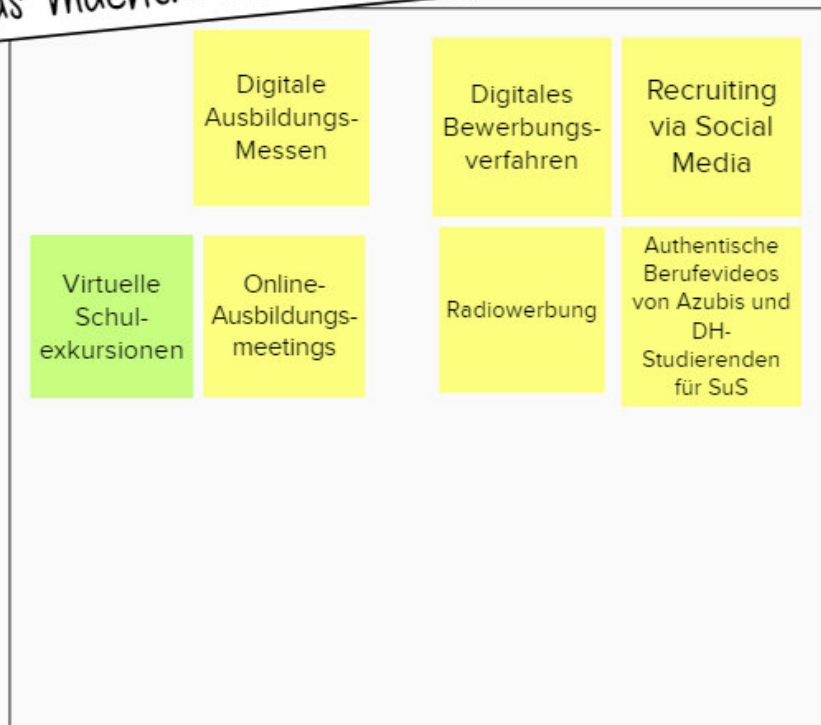 Digitale
Ausbildungs-
Messen
Digitales
Bewerbungs-
verfahren
Recruiting
via Social
Media
Virtuelle
Schul-
exkursionen
Online-
Ausbildungs-
meetings
Radiowerbung
Authentische
Berufevideos
von Azubis und
DH-
Studierenden
für SuS